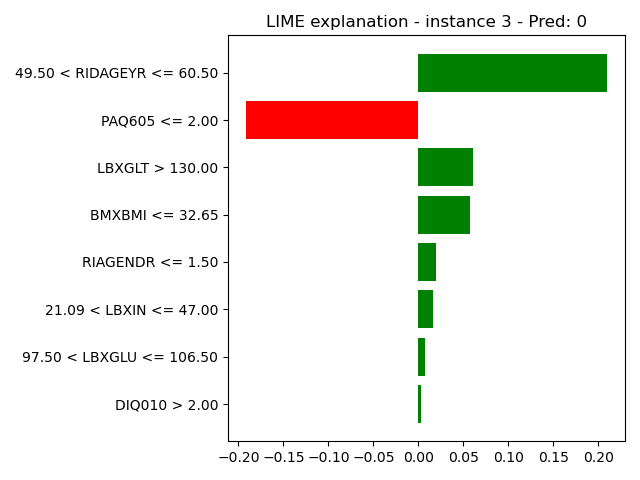 LIME explanation - instance 3 - Pred: 0
49.50 < RIDAGEYR <= 60.50
PAQ605 <= 2.00
LBXGLT > 130.00
BMXBMI <= 32.65
RIAGENDR <= 1.50
21.09 < LBXIN <= 47.00
97.50 < LBXGLU <= 106.50
DIQ010 > 2.00
−0.20 −0.15 −0.10 −0.05 0.00 0.05 0.10 0.15 0.20